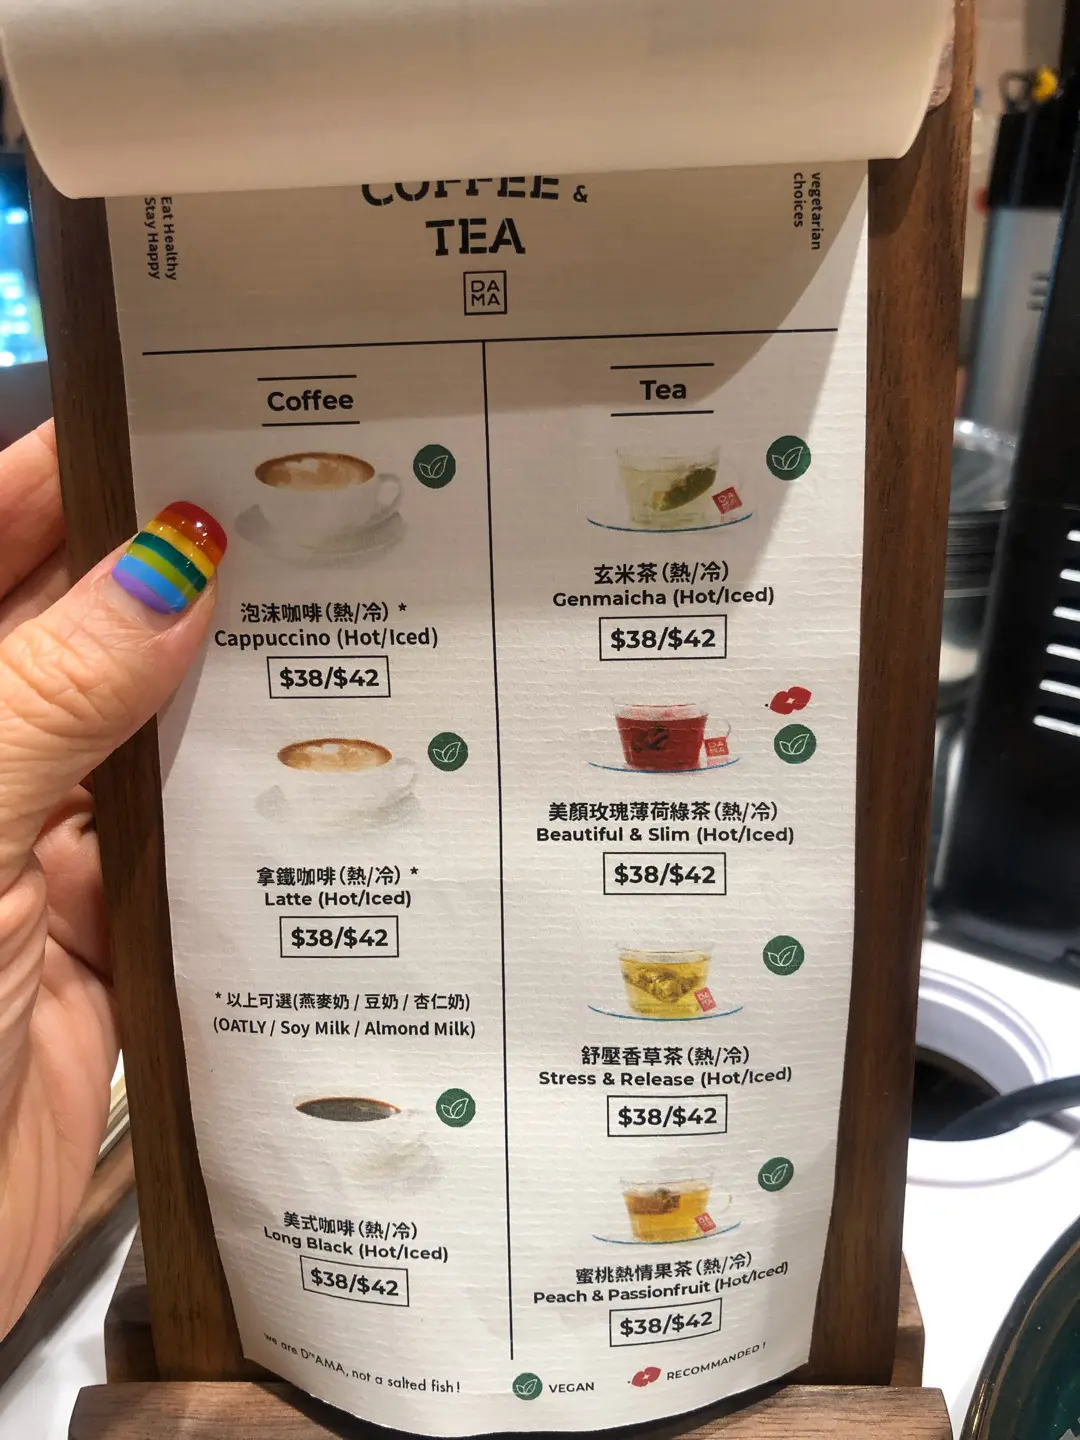 COFFEE &
TEA
DA
MA
Eat Healthy
Stay Happy
vegetarian
choices
Coffee
泡沫咖啡(熱/冷) *
Cappuccino (Hot/Iced)
$38/$42
拿鐵咖啡(熱/冷) *
Latte (Hot/Iced)
$38/$42
* 以上可選(燕麥奶 / 豆奶 / 杏仁奶)
(OATLY / Soy Milk / Almond Milk)
美式咖啡(熱/冷)
Long Black (Hot/Iced)
$38/$42
Tea
玄米茶(熱/冷)
Genmaicha (Hot/Iced)
$38/$42
美顏玫瑰薄荷綠茶(熱/冷)
Beautiful & Slim (Hot/Iced)
$38/$42
舒壓香草茶(熱/冷)
Stress & Release (Hot/Iced)
$38/$42
蜜桃熱情果茶(熱/冷)
Peach & Passionfruit (Hot/Iced)
$38/$42
we are D"AMA, not a salted fish!
VEGAN
RECOMMANDED!